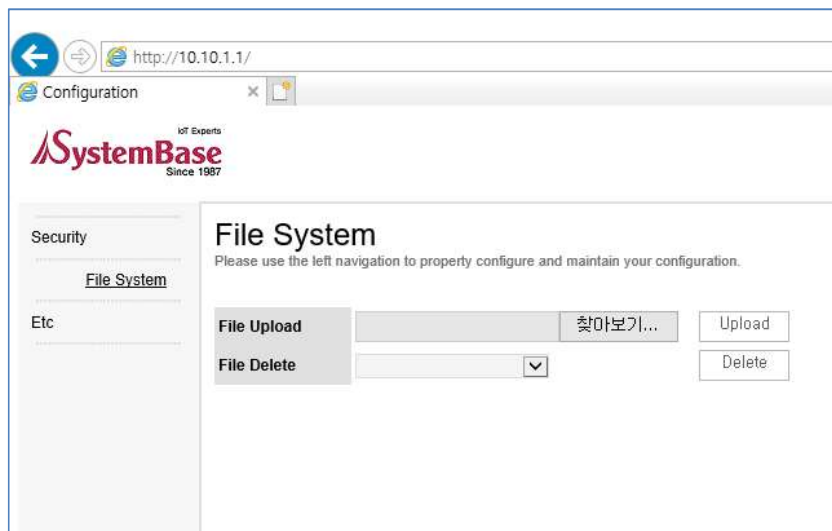 http://10.10.1.1/
Configuration
IoT Experts
SystemBase
Since 1987
Security
File System
Etc
File System
Please use the left navigation to property configure and maintain your configuration.
File Upload 찾아보기... Upload
File Delete Delete